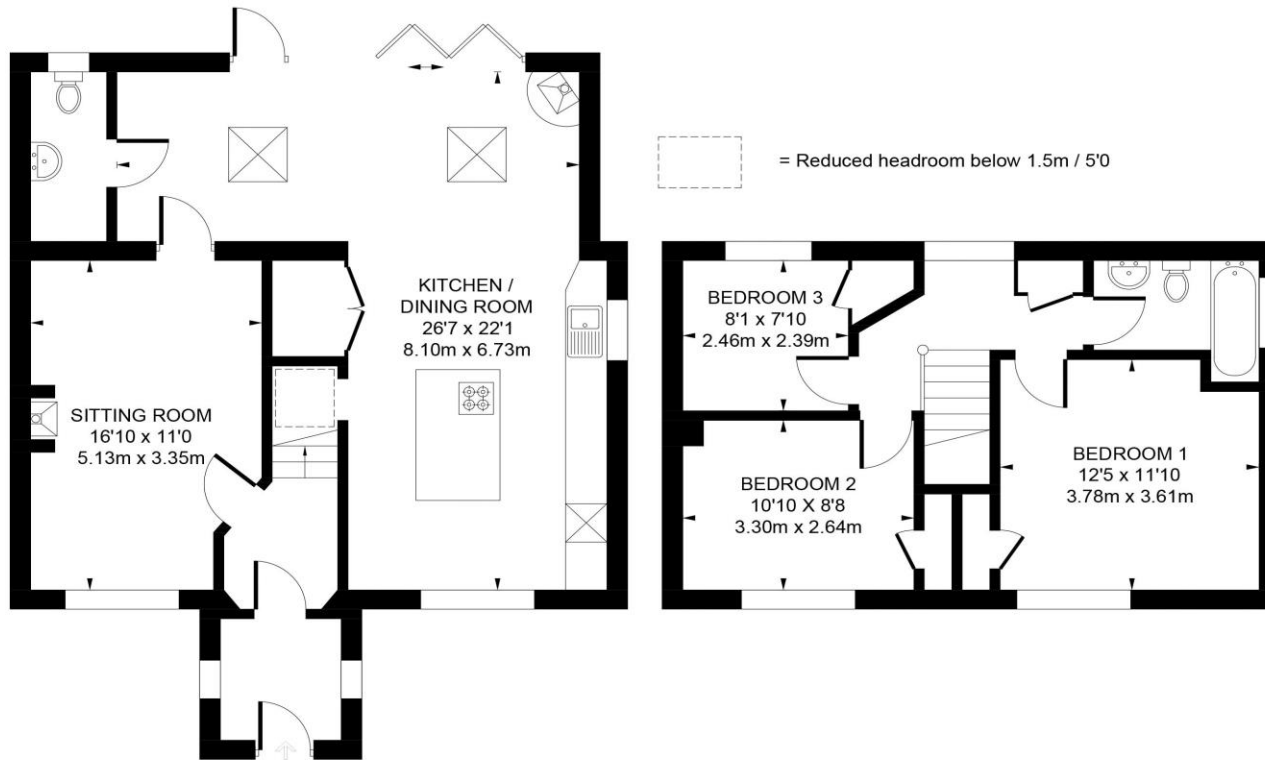 = Reduced headroom below 1.5m / 5'0
KITCHEN /
DINING ROOM
26'7 x 22'1
8.10m x 6.73m
SITTING ROOM
16'10 x 11'0
5.13m x 3.35m
BEDROOM 3
8'1 x 7'10
2.46m x 2.39m
BEDROOM 2
10'10 X 8'8
3.30m x 2.64m
BEDROOM 1
12'5 x 11'10
3.78m x 3.61m